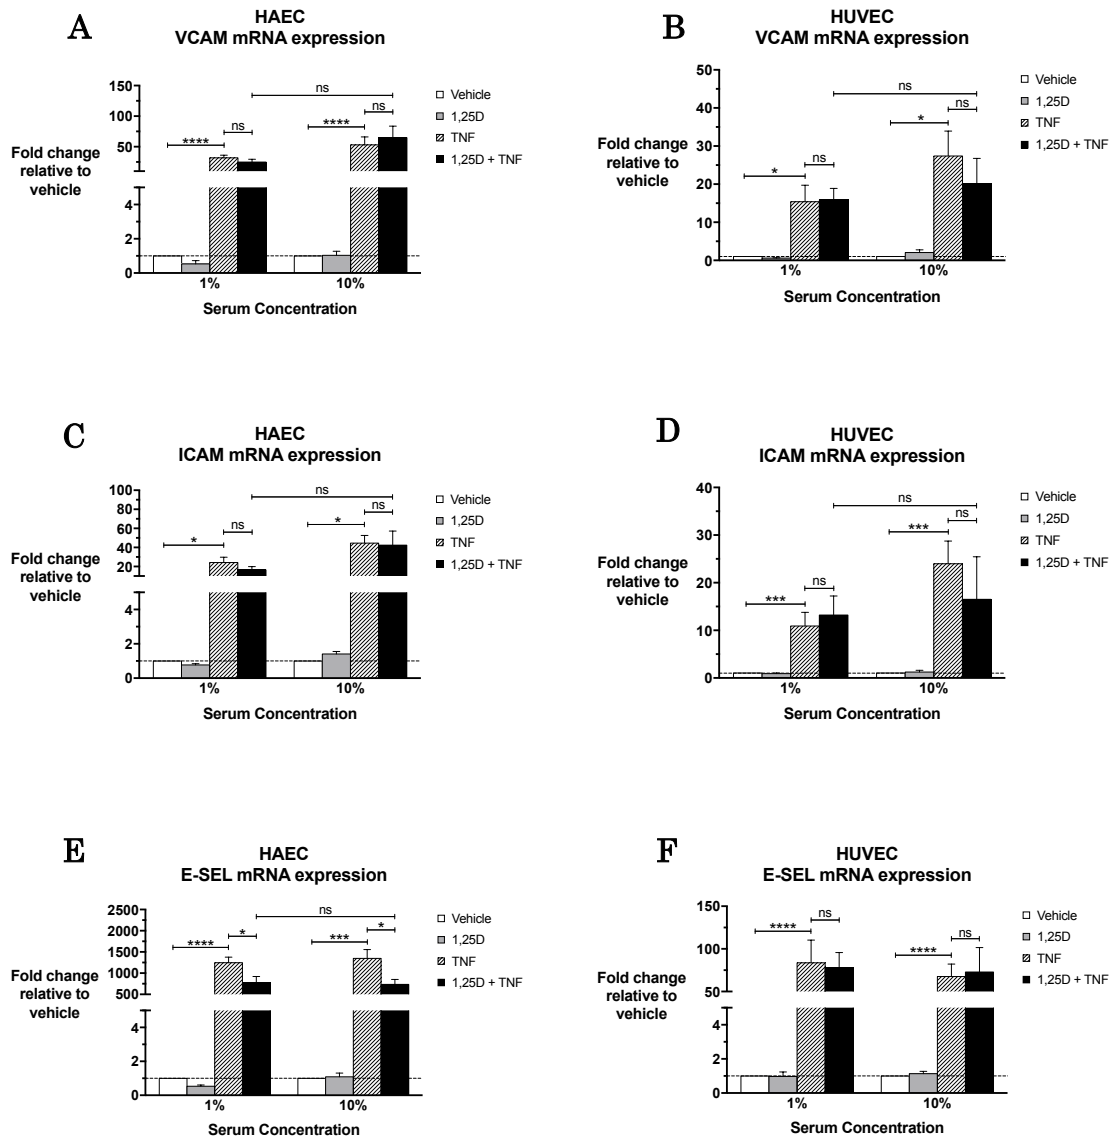 A
HAEC
VCAM mRNA expression
Fold change
relative to
vehicle
150
100
50
4
2
0
ns
ns
ns
****
****
1%
10%
Serum Concentration
Vehicle
1,25D
TNF
1,25D + TNF
B
HUVEC
VCAM mRNA expression
Fold change
relative to
vehicle
50
40
30
20
10
0
ns
ns
*
ns
*
1%
10%
Serum Concentration
Vehicle
1,25D
TNF
1,25D + TNF
C
HAEC
ICAM mRNA expression
Fold change
relative to
vehicle
100
80
60
40
20
4
2
0
ns
ns
*
ns
*
1%
10%
Serum Concentration
Vehicle
1,25D
TNF
1,25D + TNF
D
HUVEC
ICAM mRNA expression
Fold change
relative to
vehicle
40
30
20
10
0
ns
ns
***
ns
***
1%
10%
Serum Concentration
Vehicle
1,25D
TNF
1,25D + TNF
E
HAEC
E-SEL mRNA expression
Fold change
relative to
vehicle
2500
2250
2000
1750
1500
1250
1000
750
500
4
2
0
ns
*
***
*
****
1%
10%
Serum Concentration
Vehicle
1,25D
TNF
1,25D + TNF
F
HUVEC
E-SEL mRNA expression
Fold change
relative to
vehicle
150
125
100
75
50
4
2
0
ns
****
ns
****
1%
10%
Serum Concentration
Vehicle
1,25D
TNF
1,25D + TNF